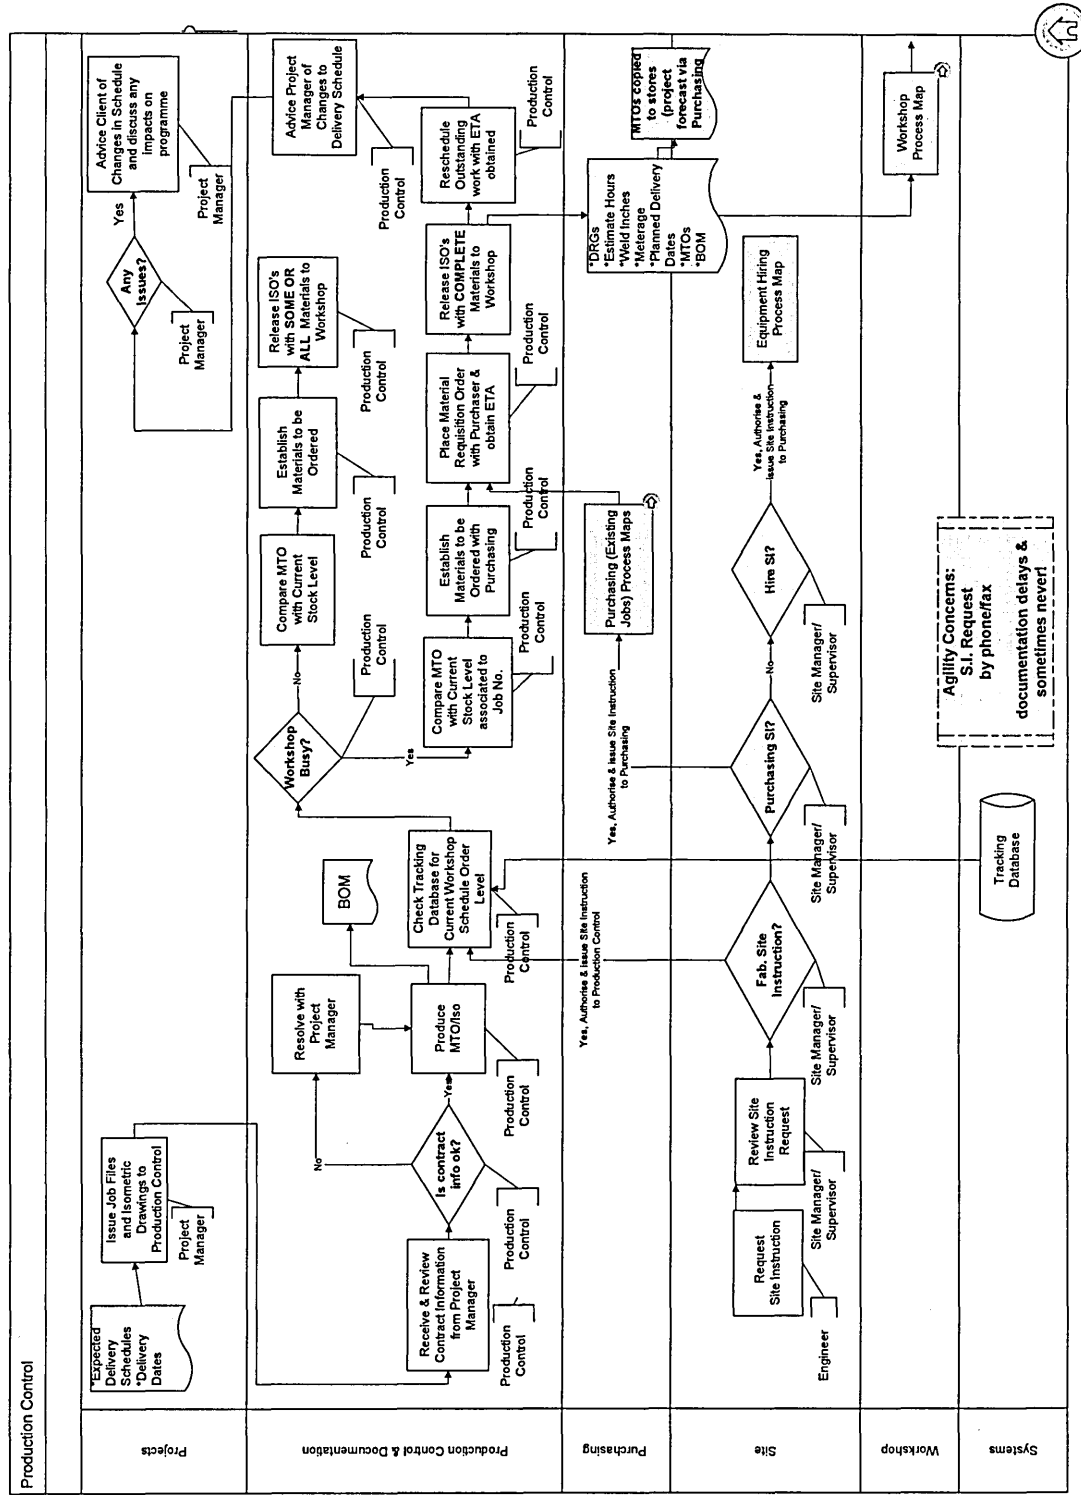 Production Control
Projects
*Expected
Delivery
Schedules
*Delivery
Dates
Issue Job Files
and Isometric
Drawings to
Production Control
Project
Manager
Any
Issues?
Yes
Project
Manager
Advice Client of
Changes in Schedule
and discuss any
impacts on
programme
Project
Manager
Production Control & Documentation
Receive & Review
Contract Information
from Project
Manager
Production
Control
Is contract
info ok?
No
Yes
Production
Control
Resolve with
Project
Manager
Produce
MTO/Iso
Production
Control
BOM
Check Tracking
Database for
Current Workshop
Schedule Order
Level
Production
Control
Workshop
Busy?
No
Yes
Production
Control
Compare MTO
with Current
Stock Level
Establish
Materials to be
Ordered
Production
Control
Release ISO's
with SOME OR
ALL Materials to
Workshop
Production
Control
Advice Project
Manager of
Changes to
Delivery Schedule
Production
Control
Compare MTO
with Current
Stock Level
associated to
Job No.
Production
Control
Establish
Materials to be
Ordered with
Purchasing
Production
Control
Place Material
Requisition Order
with Purchaser &
obtain ETA
Production
Control
Release ISO's
with COMPLETE
Materials to
Workshop
Reschedule
Outstanding
work with ETA
obtained
Production
Control
Purchasing
Yes, Authorise & issue Site Instruction
to Production Control
Yes, Authorise & issue Site Instruction
to Purchasing
Purchasing (Existing
Jobs) Process Maps
*DRGs
*Estimate Hours
*Weld Inches
*Meterage
*Planned Delivery
Dates
*MTOs
*BOM
MTOs copied
to stores
(project
forecast via
Purchasing
Site
Request
Site Instruction
Engineer
Review Site
Instruction
Request
Site Manager/
Supervisor
Fab. Site
Instruction?
Site Manager/
Supervisor
Purchasing SI?
Site Manager/
Supervisor
No
Hire SI?
Site Manager/
Supervisor
Yes, Authorise &
issue Site Instruction
to Purchasing
Equipment Hiring
Process Map
Workshop
Workshop
Process Map
Systems
Tracking
Database
Agility Concerns:
S.I. Request
by phone/fax
documentation delays &
sometimes never!